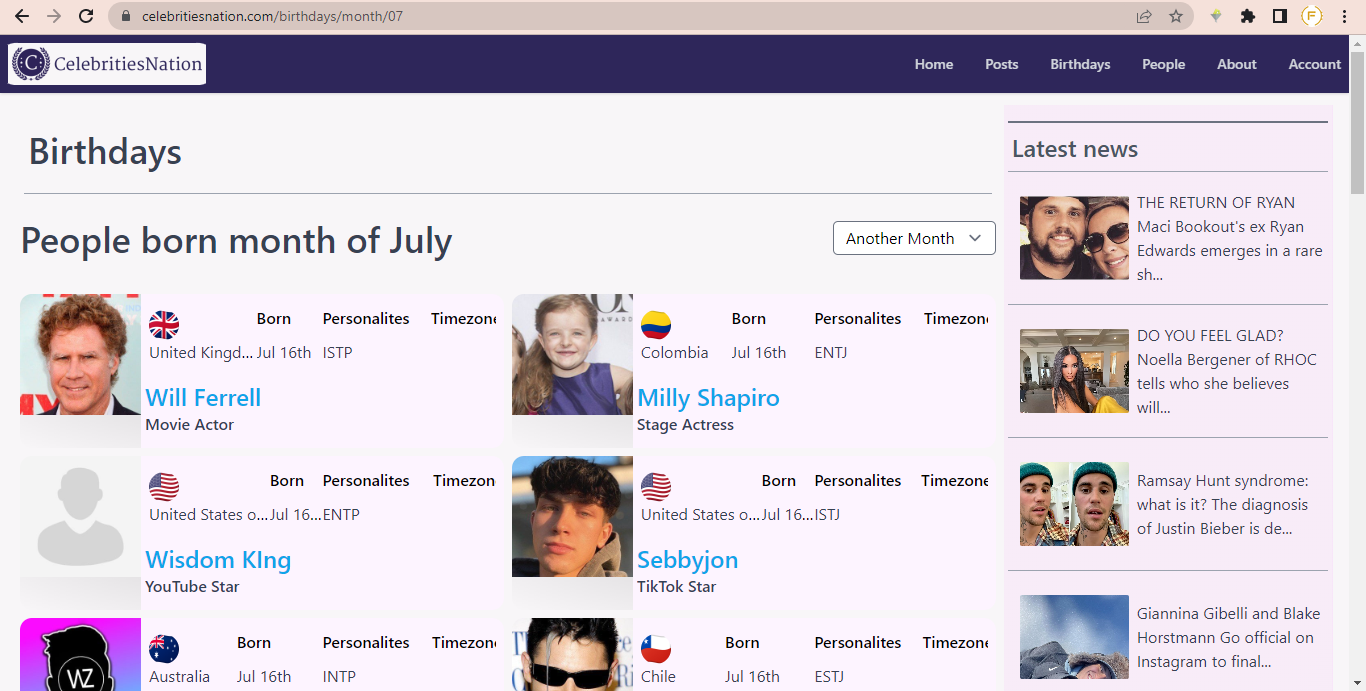 celebritiesnation.com/birthdays/month/07
F
C CelebritiesNation
Home Posts Birthdays People About Account
Birthdays
People born month of July
Another Month
Born Personalites Timezone
United Kingd... Jul 16th ISTP
Will Ferrell
Movie Actor
Born Personalites Timezone
Colombia Jul 16th ENTJ
Milly Shapiro
Stage Actress
Born Personalites Timezon
United States o... Jul 16... ENTP
Wisdom KIng
YouTube Star
Born Personalites Timezone
United States o... Jul 16... ISTJ
Sebbyjon
TikTok Star
WZ
Born Personalites Timezone
Australia Jul 16th INTP
Born Personalites Timezone
Chile Jul 16th ESTJ
Latest news
THE RETURN OF RYAN
Maci Bookout's ex Ryan
Edwards emerges in a rare
sh...
DO YOU FEEL GLAD?
Noella Bergener of RHOC
tells who she believes
will...
Ramsay Hunt syndrome:
what is it? The diagnosis
of Justin Bieber is de...
Giannina Gibelli and Blake
Horstmann Go official on
Instagram to final...